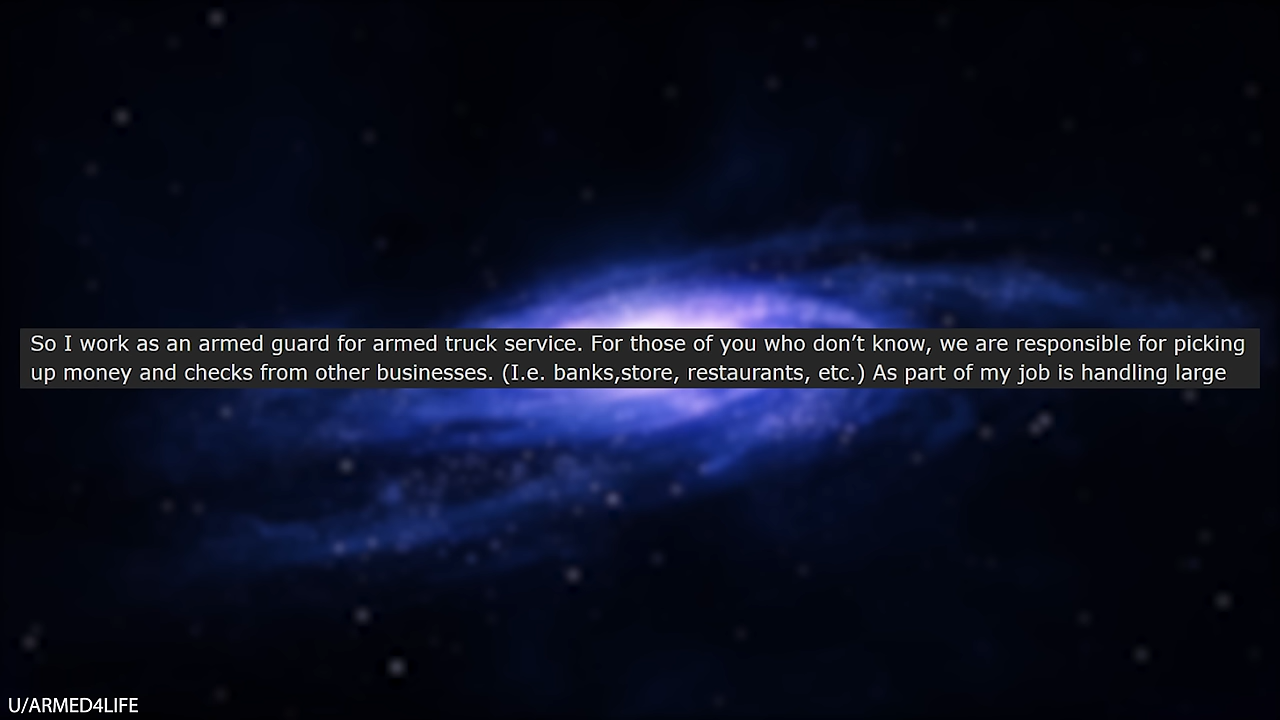 So I work as an armed guard for armed truck service. For those of you who don’t know, we are responsible for picking
up money and checks from other businesses. (I.e. banks,store, restaurants, etc.) As part of my job is handling large
U/ARMED4LIFE